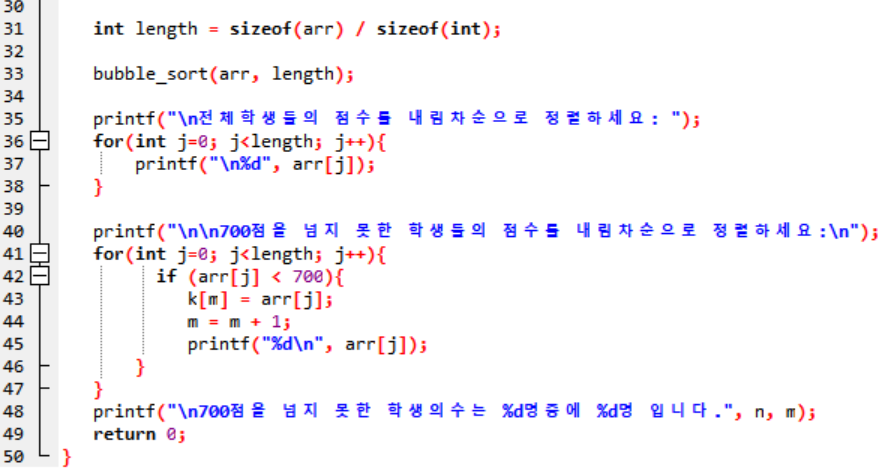 30
31 int length = sizeof(arr) / sizeof(int);
32
33 bubble_sort(arr, length);
34
35 printf("\n전체학생들의 점수를 내림차순으로 정렬하세요: ");
36 for(int j=0; j<length; j++){
37 printf("\n%d", arr[j]);
38 }
39
40 printf("\n\n700점을 넘지 못한 학생들의 점수를 내림차순으로 정렬하세요:\n");
41 for(int j=0; j<length; j++){
42 if (arr[j] < 700){
43 k[m] = arr[j];
44 m = m + 1;
45 printf("%d\n", arr[j]);
46 }
47 }
48 printf("\n700점을 넘지 못한 학생의수는 %d명중에 %d명 입니다.", n, m);
49 return 0;
50 }